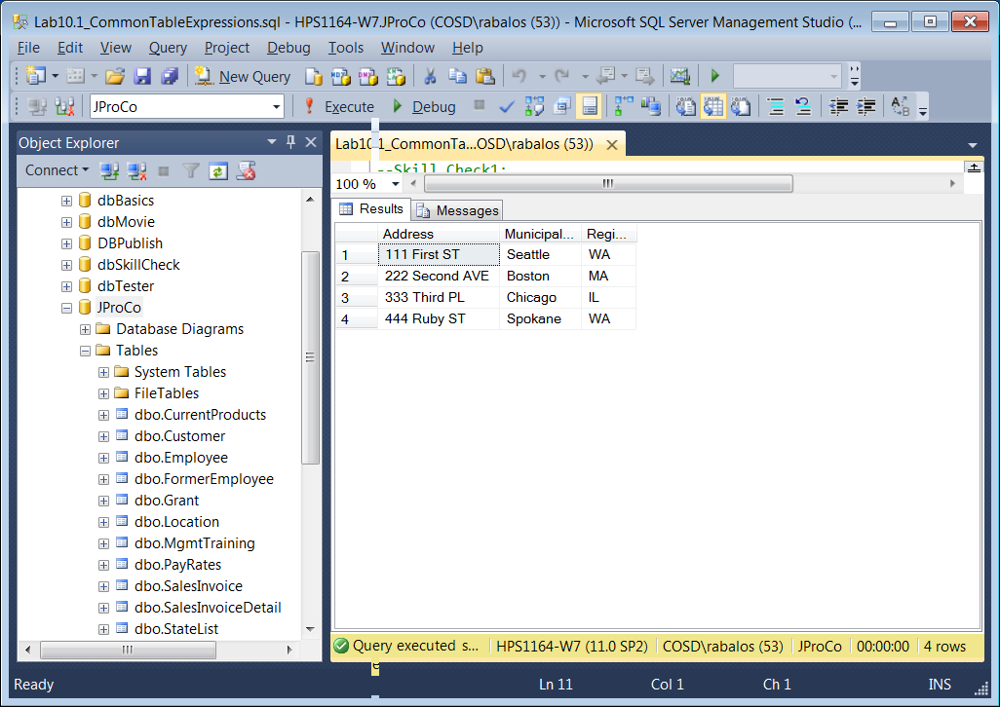 Lab10.1_CommonTableExpressions.sql - HPS1164-W7.JProCo (COSD\rabalos (53)) - Microsoft SQL Server Management Studio (...
File Edit View Query Project Debug Tools Window Help
New Query
JProCo Execute Debug
Object Explorer
Connect
dbBasics
dbMovie
DBPublish
dbSkillCheck
dbTester
JProCo
Database Diagrams
Tables
System Tables
FileTables
dbo.CurrentProducts
dbo.Customer
dbo.Employee
dbo.FormerEmployee
dbo.Grant
dbo.Location
dbo.MgmtTraining
dbo.PayRates
dbo.SalesInvoice
dbo.SalesInvoiceDetail
dbo.StateList
Lab10.1_CommonTa...OSD\rabalos (53))
--Skill Check1:
100 %
Results Messages
Address Municipal... Regi...
1 111 First ST Seattle WA
2 222 Second AVE Boston MA
3 333 Third PL Chicago IL
4 444 Ruby ST Spokane WA
Query executed s... HPS1164-W7 (11.0 SP2) COSD\rabalos (53) JProCo 00:00:00 4 rows
Ready Ln 11 Col 1 Ch 1 INS